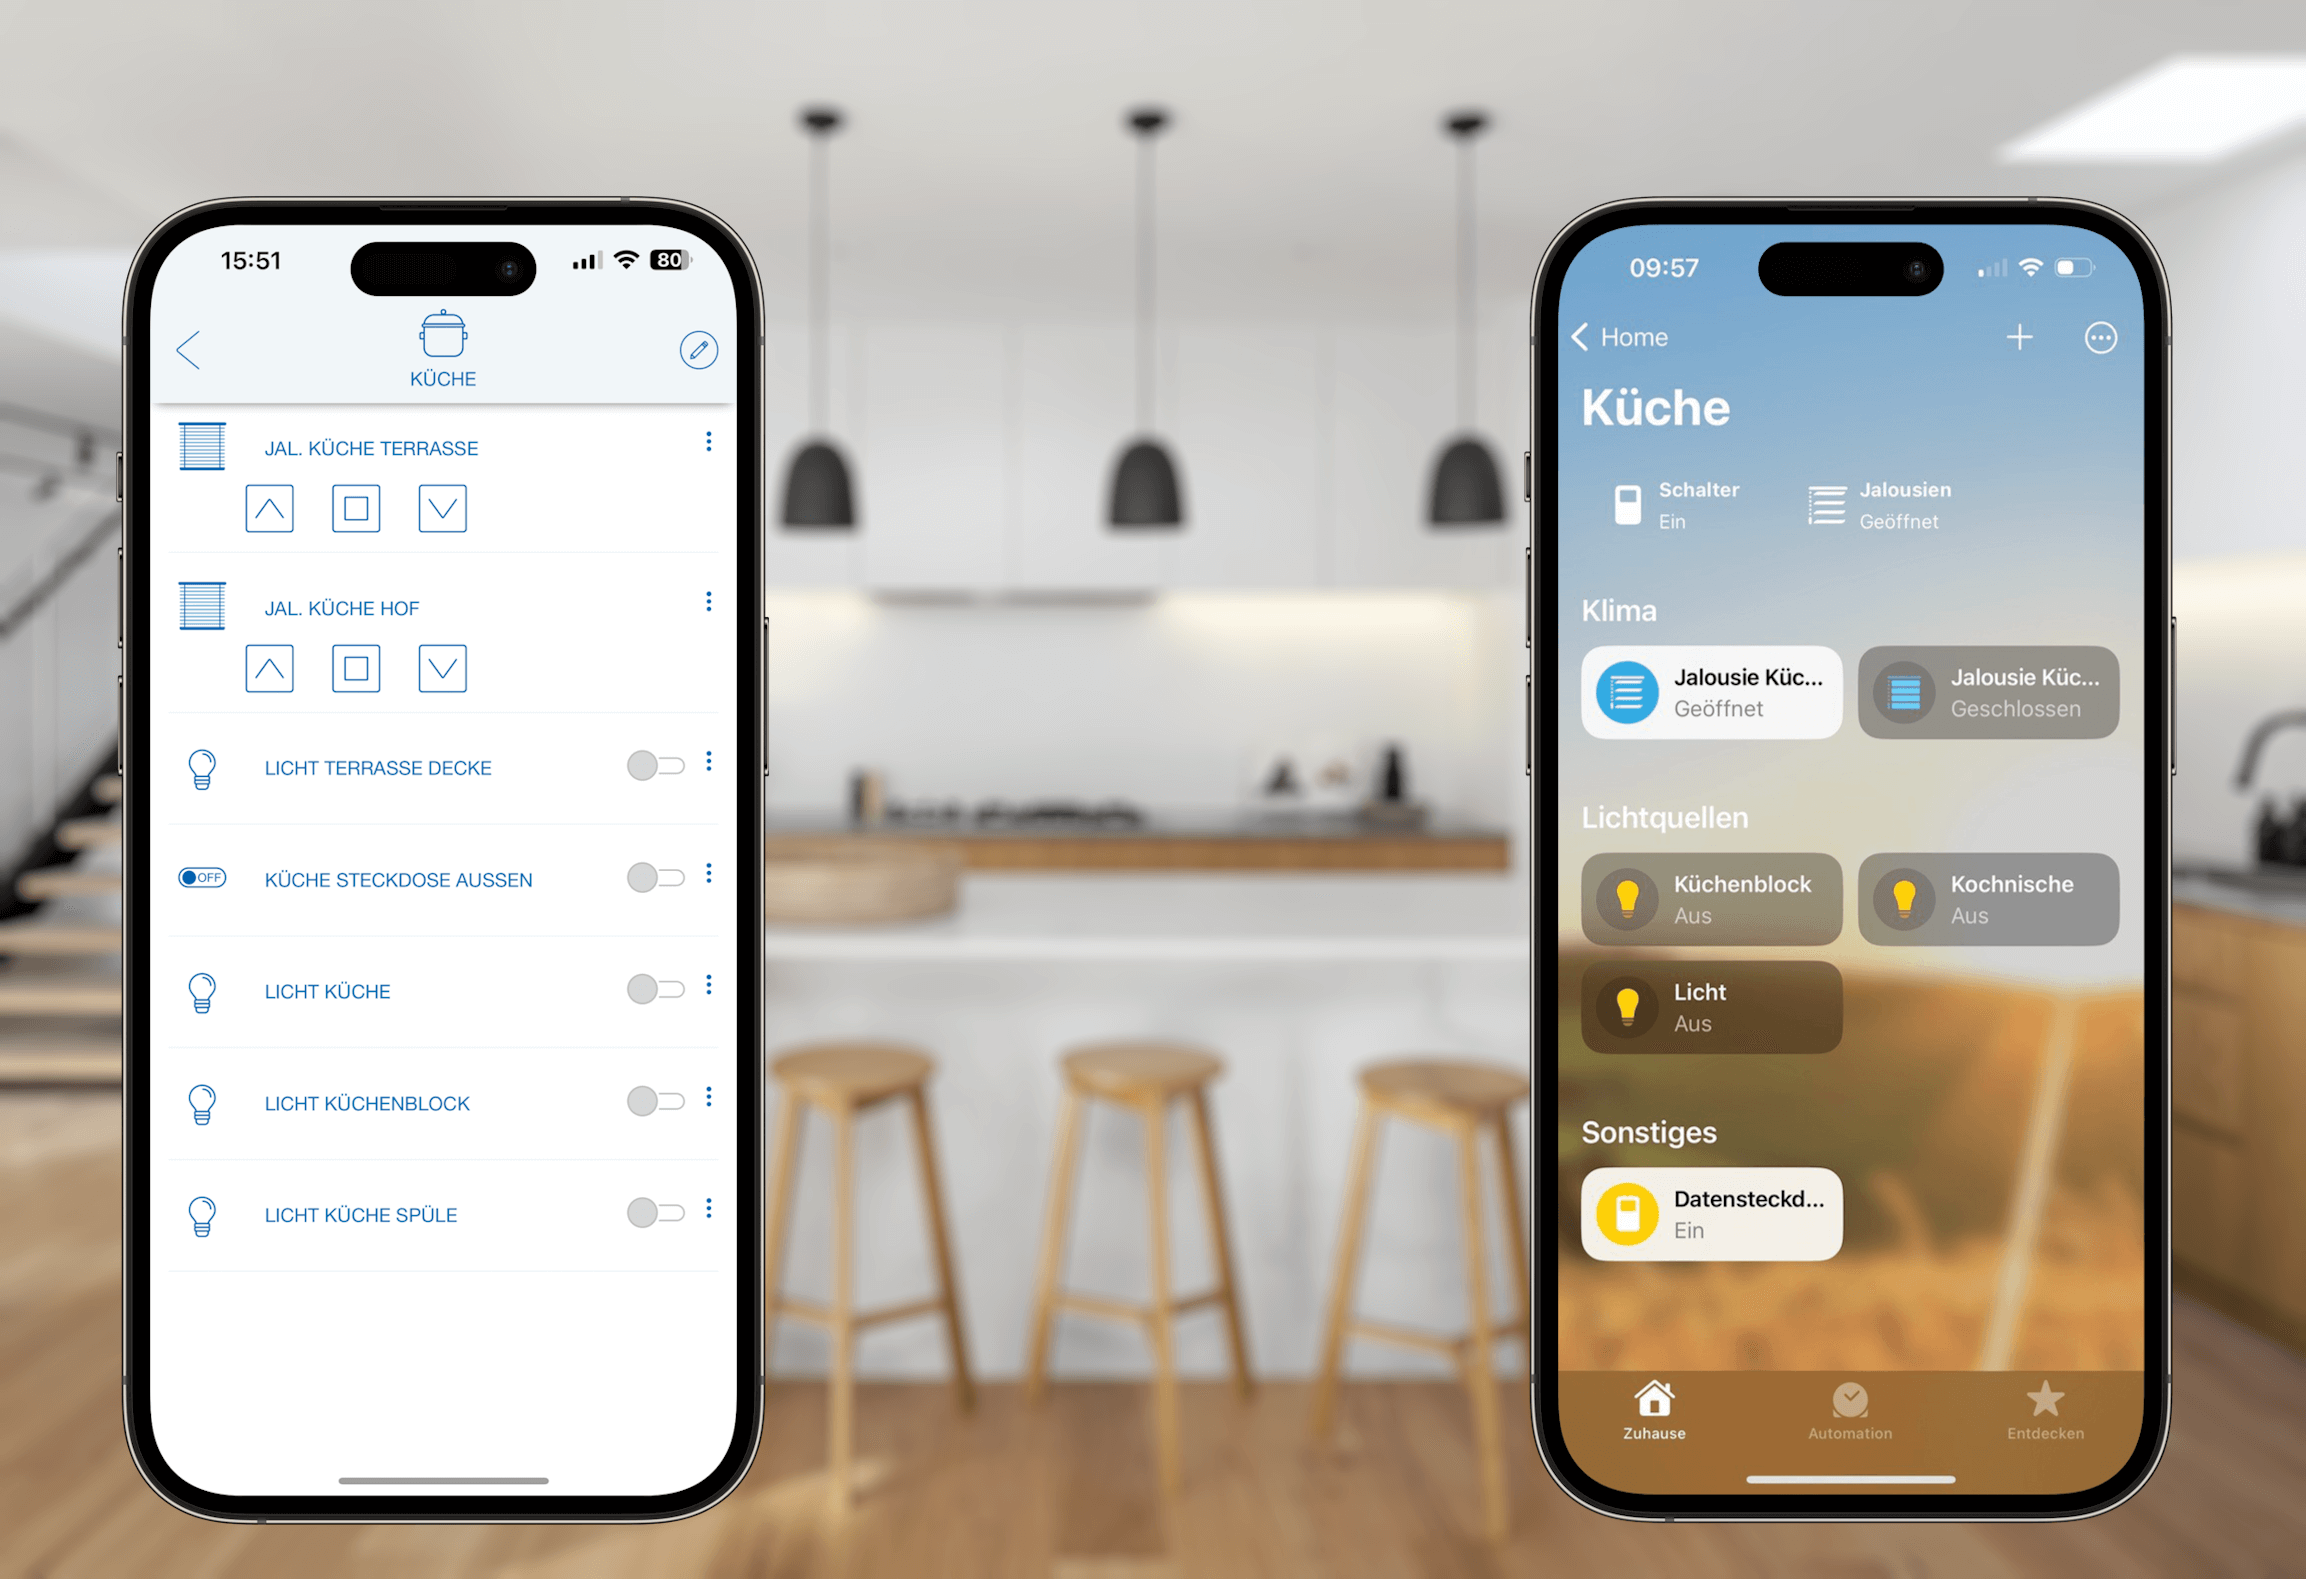 15:51
80
KÜCHE
JAL. KÜCHE TERRASSE
JAL. KÜCHE HOF
LICHT TERRASSE DECKE
OFF
KÜCHE STECKDOSE AUSSEN
LICHT KÜCHE
LICHT KÜCHENBLOCK
LICHT KÜCHE SPÜLE
09:57
Home
Küche
Schalter
Ein
Jalousien
Geöffnet
Klima
Jalousie Küc...
Geöffnet
Jalousie Küc...
Geschlossen
Lichtquellen
Küchenblock
Aus
Kochnische
Aus
Licht
Aus
Sonstiges
Datensteckd...
Ein
Zuhause
Automation
Entdecken